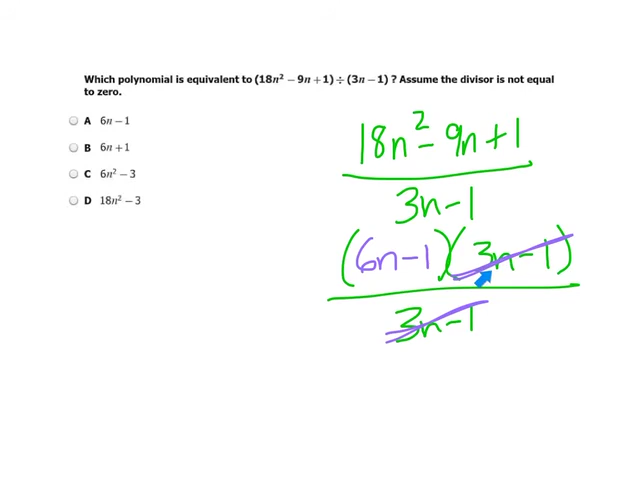 Which polynomial is equivalent to (18n² − 9n + 1) ÷ (3n − 1) ? Assume the divisor is not equal
to zero.
A 6n − 1
B 6n + 1
C 6n² − 3
D 18n² − 3
18n² − 9n + 1
3n − 1
(6n − 1)(3n − 1)
3n − 1